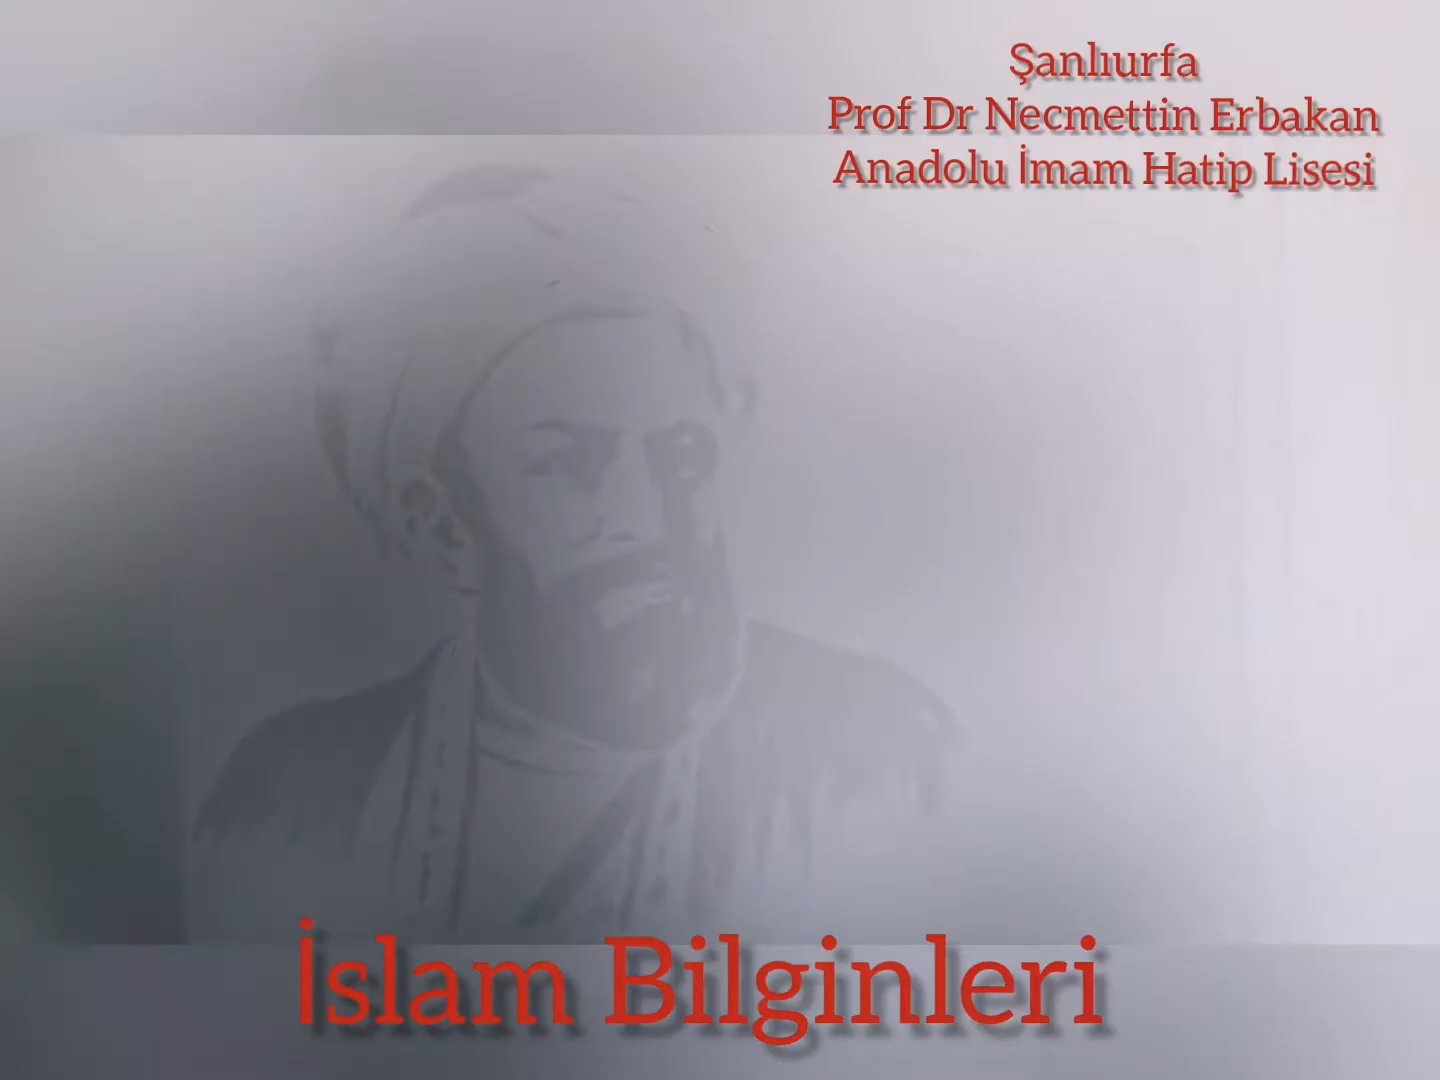 Şanlıurfa
Prof Dr Necmettin Erbakan
Anadolu İmam Hatip Lisesi
İslam Bilginleri